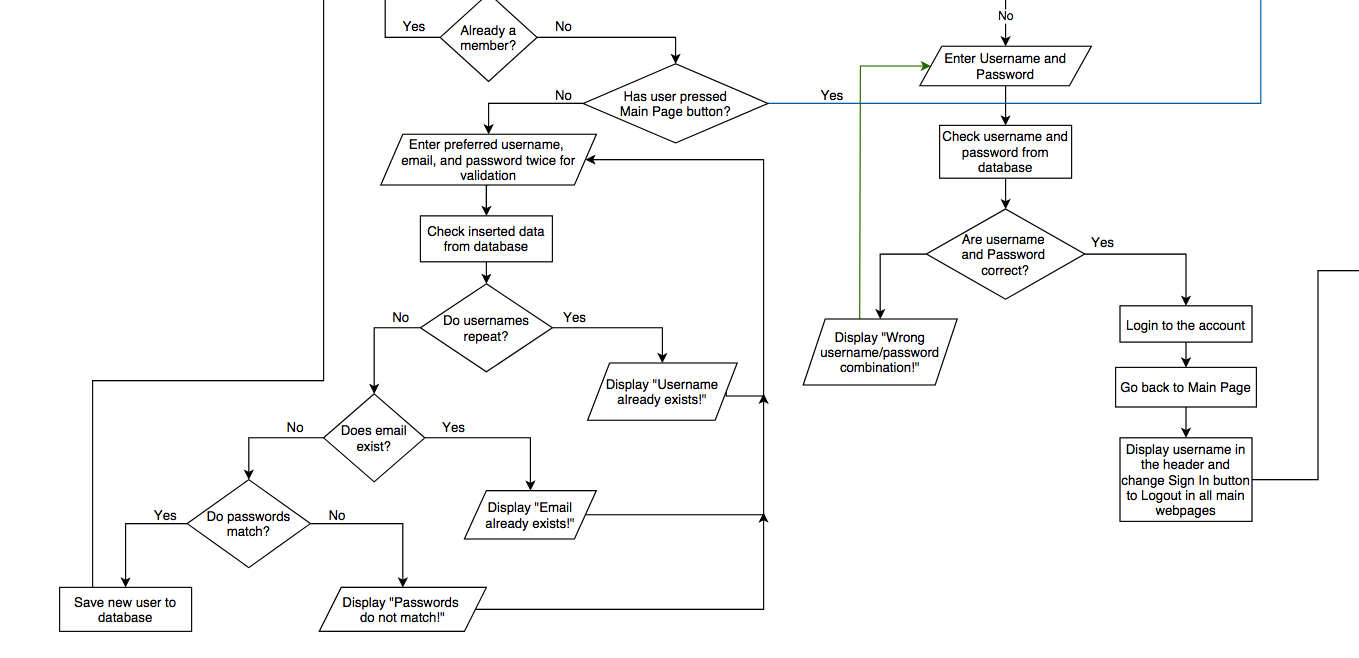 Yes
Already a
member?
No
No
Enter Username and
Password
No
Has user pressed
Main Page button?
Yes
Enter preferred username,
email, and password twice for
validation
Check username and
password from
database
Check inserted data
from database
Are username
and Password
correct?
Yes
No
Do usernames
repeat?
Yes
Login to the account
Display "Wrong
username/password
combination!"
Display "Username
already exists!"
Go back to Main Page
No
Does email
exist?
Yes
Display username in
the header and
change Sign In button
to Logout in all main
webpages
Display "Email
already exists!"
Yes
Do passwords
match?
No
Save new user to
database
Display "Passwords
do not match!"